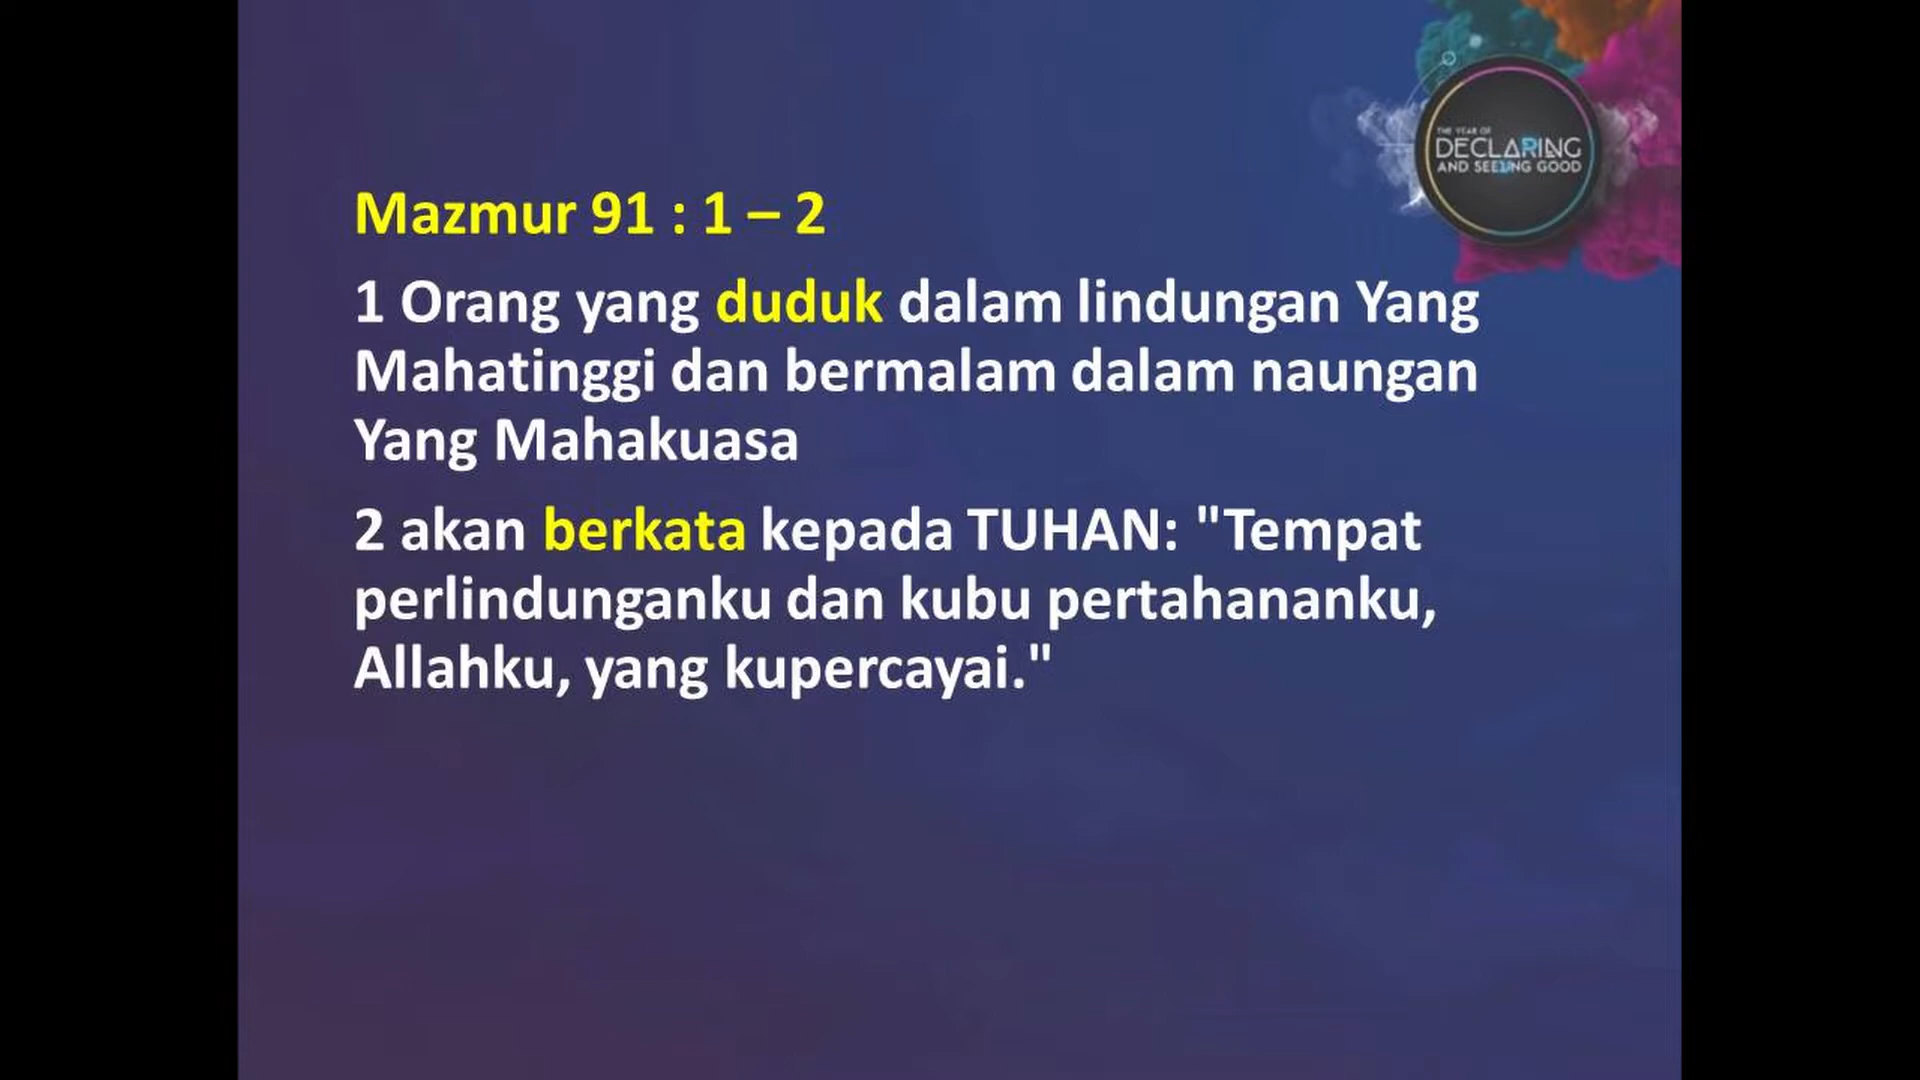 THE YEAR OF
DECLARING
AND SEEING GOOD
Mazmur 91 : 1 – 2
1 Orang yang duduk dalam lindungan Yang
Mahatinggi dan bermalam dalam naungan
Yang Mahakuasa
2 akan berkata kepada TUHAN: "Tempat
perlindunganku dan kubu pertahananku,
Allahku, yang kupercayai."